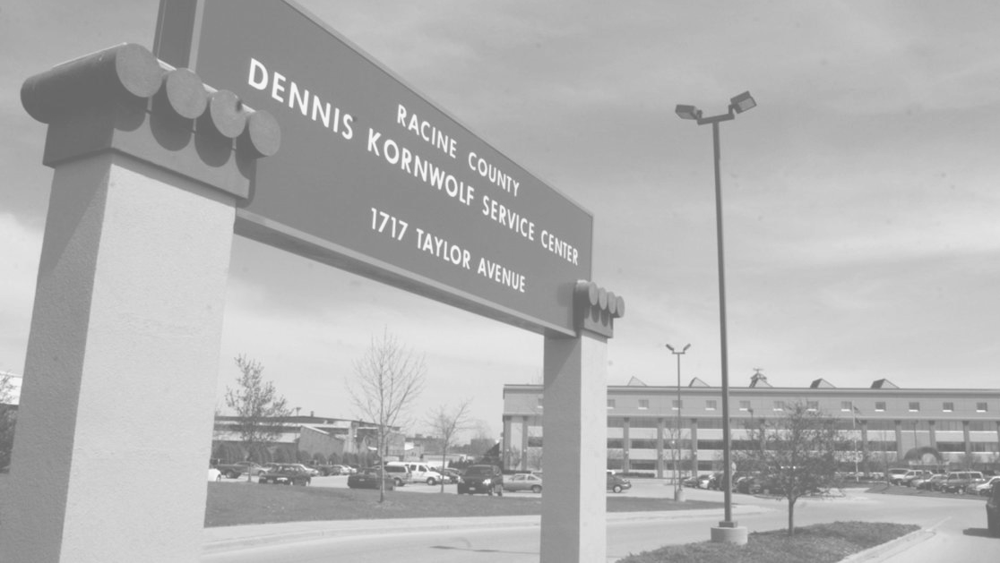 RACINE COUNTY
DENNIS KORNWOLF SERVICE CENTER
1717 TAYLOR AVENUE